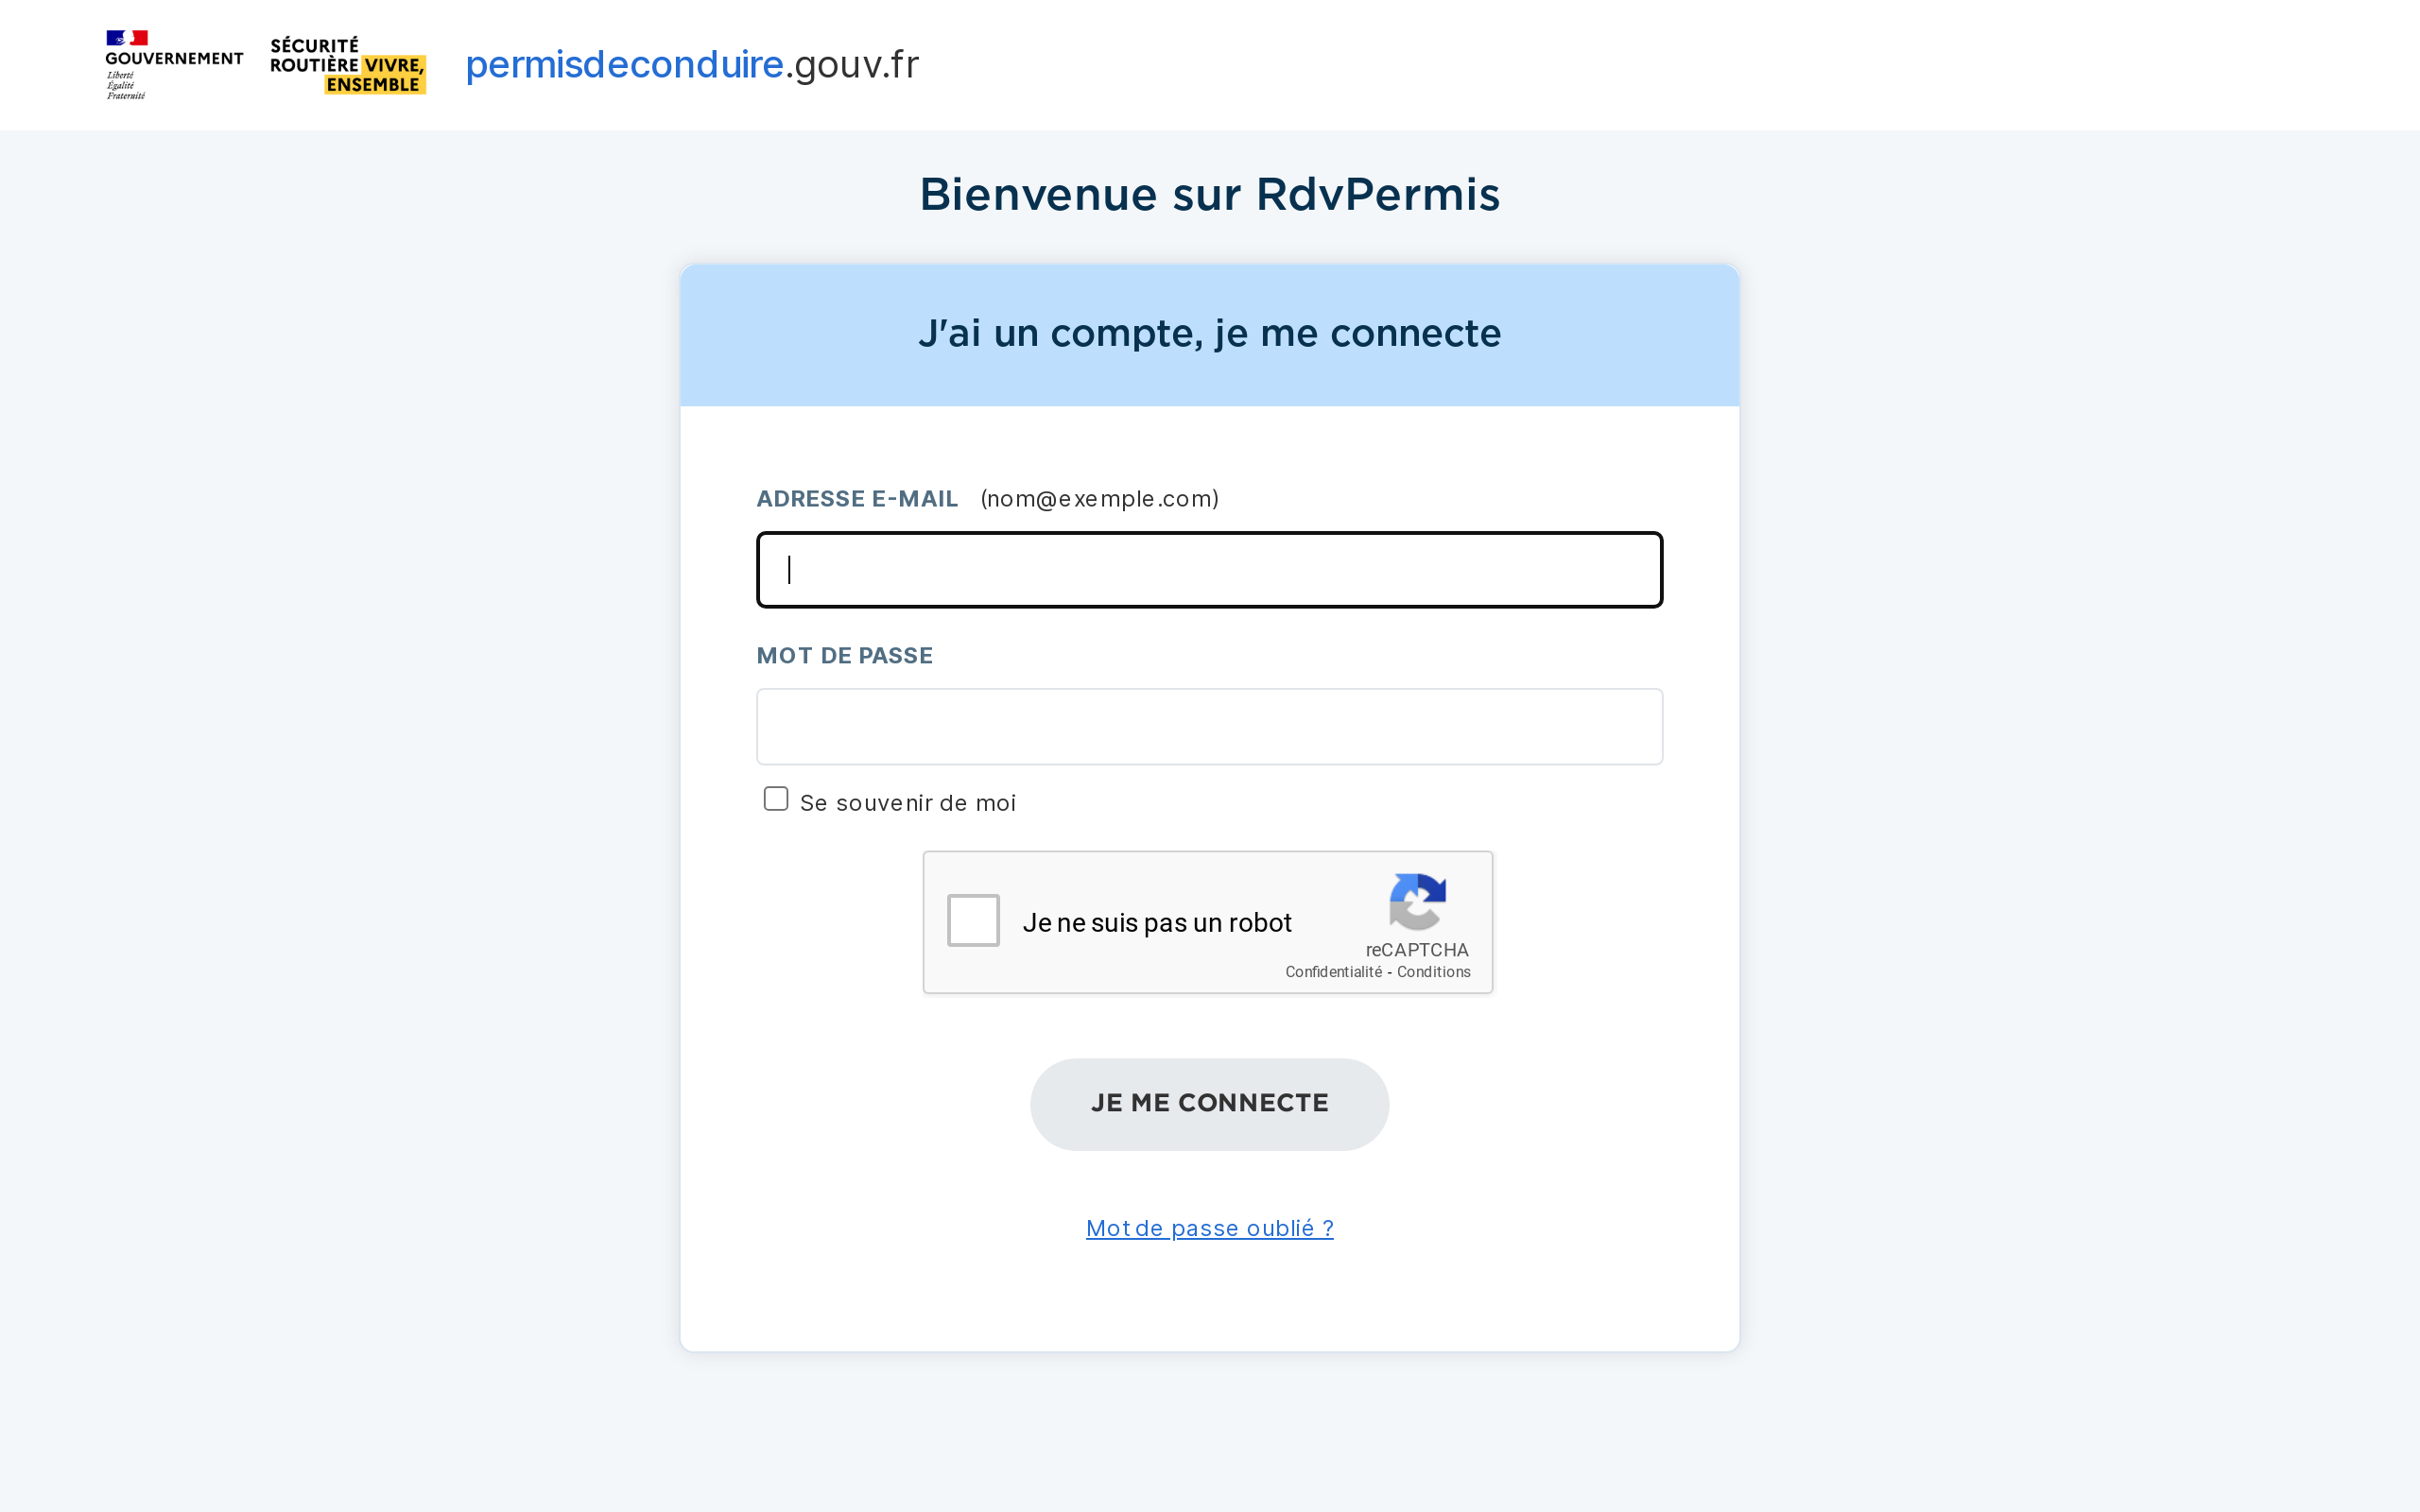 GOUVERNEMENT
Liberté
Égalité
Fraternité
SÉCURITÉ
ROUTIÈRE VIVRE,
ENSEMBLE
permisdeconduire.gouv.fr
Bienvenue sur RdvPermis
J'ai un compte, je me connecte
ADRESSE E-MAIL (nom@exemple.com)
MOT DE PASSE
Se souvenir de moi
Je ne suis pas un robot
reCAPTCHA
Confidentialité - Conditions
JE ME CONNECTE
Mot de passe oublié ?